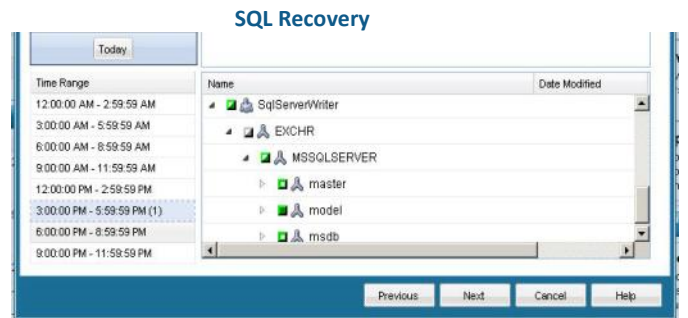 SQL Recovery
Today
Time Range
Name
Date Modified
12:00:00 AM - 2:59:59 AM
3:00:00 AM - 5:59:59 AM
6:00:00 AM - 8:59:59 AM
9:00:00 AM - 11:59:59 AM
12:00:00 PM - 2:59:59 PM
3:00:00 PM - 5:59:59 PM (1)
6:00:00 PM - 8:59:59 PM
9:00:00 PM - 11:59:59 PM
SqlServerWriter
EXCHR
MSSQLSERVER
master
model
msdb
Previous
Next
Cancel
Help